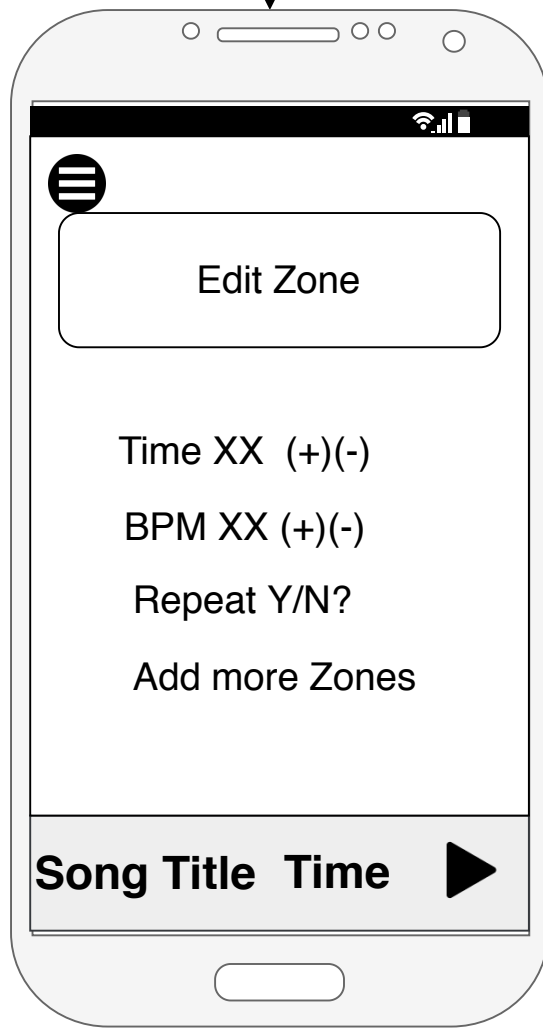 Edit Zone
Time XX (+)(-)
BPM XX (+)(-)
Repeat Y/N?
Add more Zones
Song Title Time